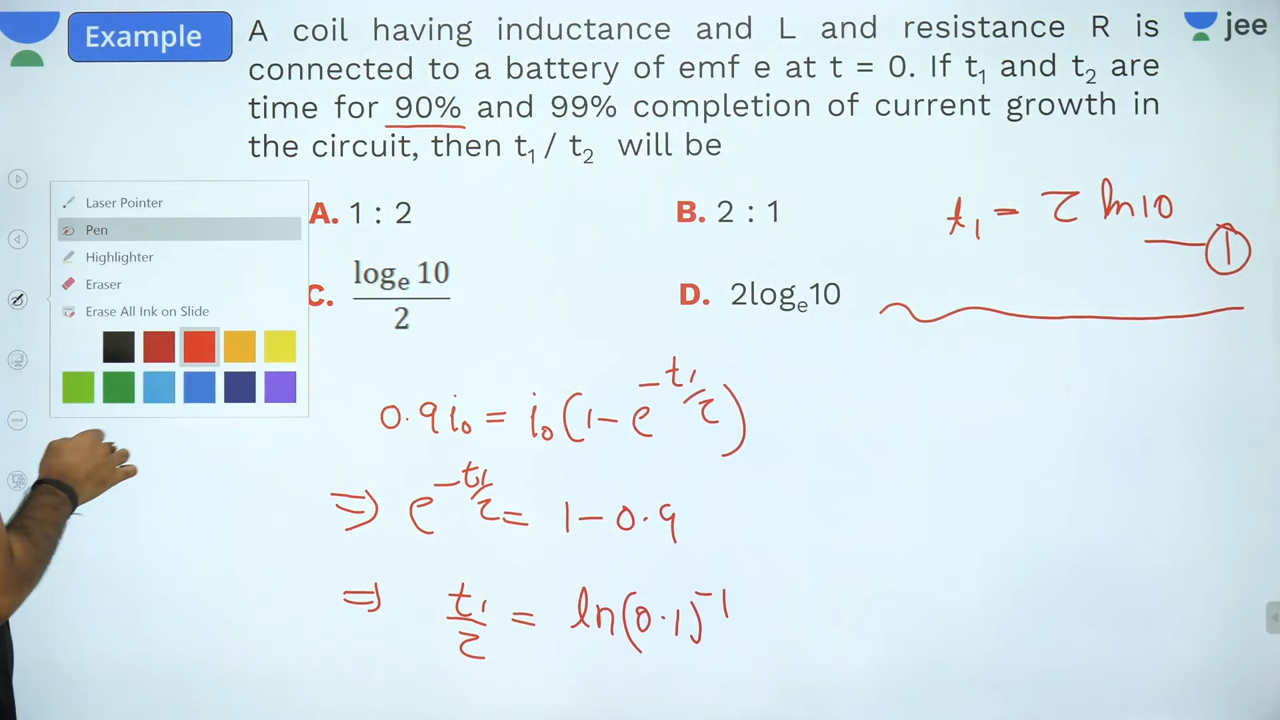 Example
A coil having inductance and L and resistance R is
connected to a battery of emf e at t = 0. If t₁ and t₂ are
time for 90% and 99% completion of current growth in
the circuit, then t₁ / t₂ will be
jee
Laser Pointer
Pen
Highlighter
Eraser
Erase All Ink on Slide
A. 1 : 2
B. 2 : 1
C. logₑ 10 / 2
D. 2logₑ10
t₁ = τ ln10
①
0.9i₀ = i₀(1 - e^(-t₁/τ))
⇒ e^(-t₁/τ) = 1 - 0.9
⇒ t₁/τ = ln(0.1)⁻¹